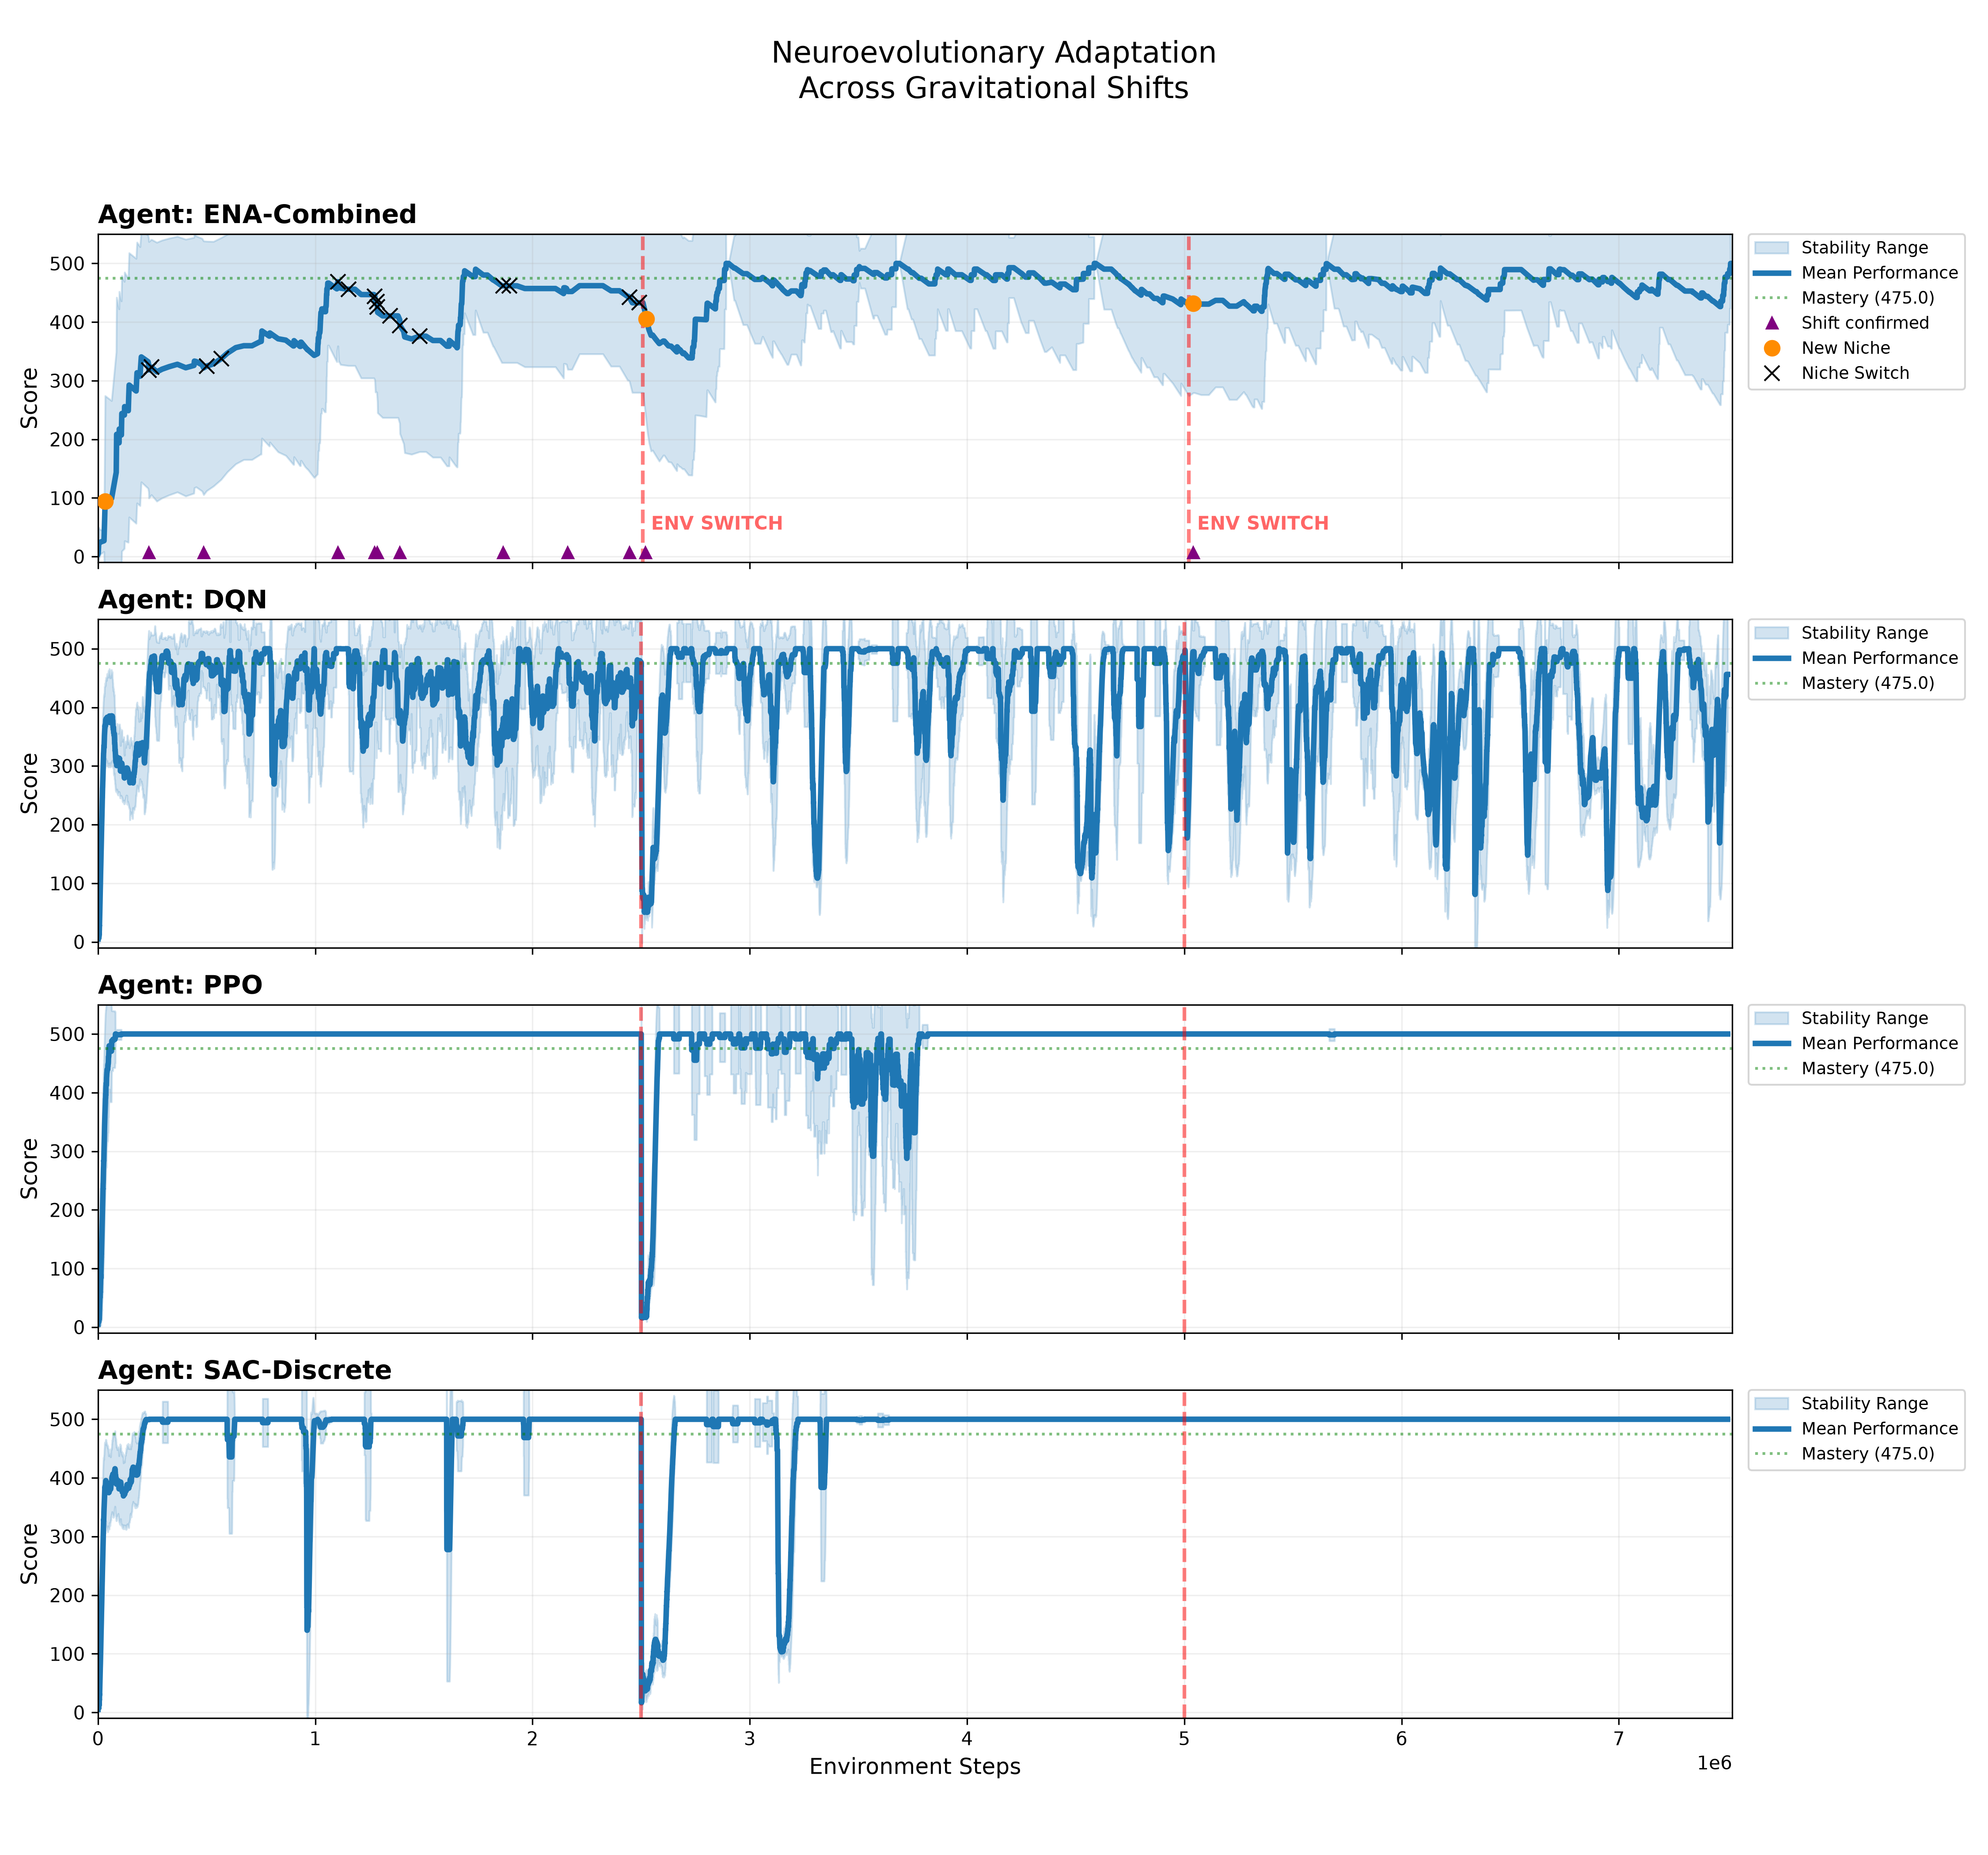 Neuroevolutionary Adaptation
Across Gravitational Shifts
Agent: ENA-Combined
Score
500
400
300
200
100
0
ENV SWITCH
ENV SWITCH
Stability Range
Mean Performance
Mastery (475.0)
Shift confirmed
New Niche
Niche Switch
Agent: DQN
Score
500
400
300
200
100
0
Stability Range
Mean Performance
Mastery (475.0)
Agent: PPO
Score
500
400
300
200
100
0
Stability Range
Mean Performance
Mastery (475.0)
Agent: SAC-Discrete
Score
500
400
300
200
100
0
Stability Range
Mean Performance
Mastery (475.0)
0 1 2 3 4 5 6 7
1e6
Environment Steps